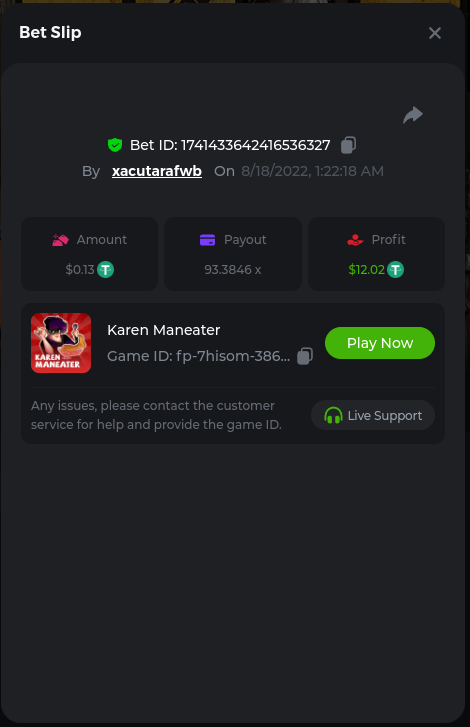 Bet Slip
Bet ID: 1741433642416536327
By xacutarafwb On 8/18/2022, 1:22:18 AM
Amount
Payout
Profit
$0.13
93.3846 x
$12.02
KAREN
MANEATER
Karen Maneater
Game ID: fp-7hisom-386...
Play Now
Any issues, please contact the customer
service for help and provide the game ID.
Live Support